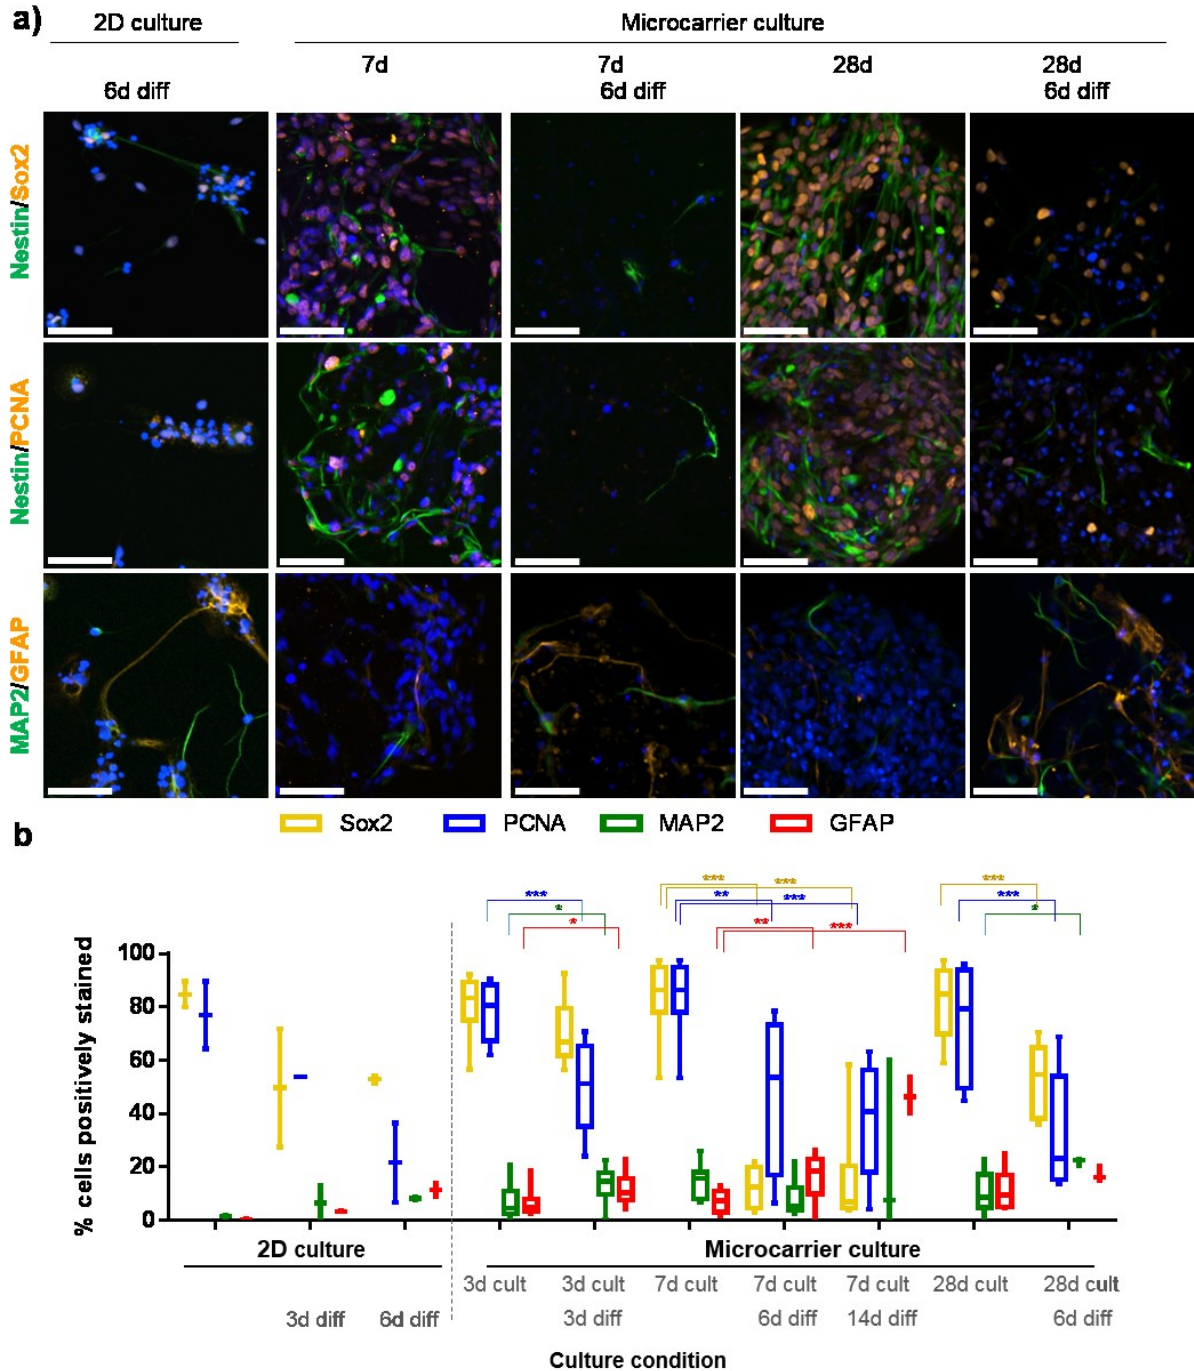 a)
2D culture
Microcarrier culture
6d diff
7d
7d
6d diff
28d
28d
6d diff
Nestin/Sox2
Nestin/PCNA
MAP2/GFAP
b
Sox2
PCNA
MAP2
GFAP
***
*
*
***
***
**
***
**
***
***
***
*
% cells positively stained
100
80
60
40
20
0
2D culture
Microcarrier culture
3d diff
6d diff
3d cult
3d cult
3d diff
7d cult
7d cult
6d diff
7d cult
14d diff
28d cult
28d cult
6d diff
Culture condition